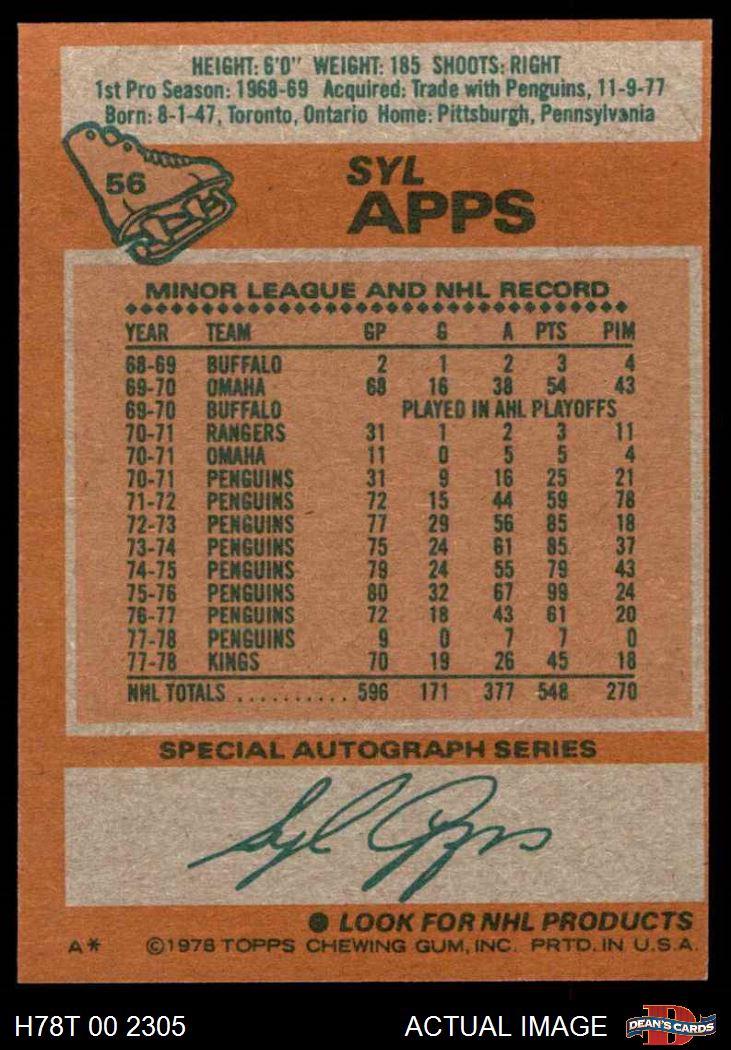 HEIGHT: 6'0" WEIGHT: 185 SHOOTS: RIGHT
1st Pro Season: 1968-69 Acquired: Trade with Penguins, 11-9-77
Born: 8-1-47, Toronto, Ontario Home: Pittsburgh, Pennsylvania
56
SYL
APPS
MINOR LEAGUE AND NHL RECORD
YEAR TEAM GP G A PTS PIM
68-69 BUFFALO 2 1 2 3 4
69-70 OMAHA 68 16 38 54 43
69-70 BUFFALO PLAYED IN AHL PLAYOFFS
70-71 RANGERS 31 1 2 3 11
70-71 OMAHA 11 0 5 5 4
70-71 PENGUINS 31 9 16 25 21
71-72 PENGUINS 72 15 44 59 78
72-73 PENGUINS 77 29 56 85 18
73-74 PENGUINS 75 24 61 85 37
74-75 PENGUINS 79 24 55 79 43
75-76 PENGUINS 80 32 67 99 24
76-77 PENGUINS 72 18 43 61 20
77-78 PENGUINS 9 0 7 7 0
77-78 KINGS 70 19 26 45 18
NHL TOTALS .......... 596 171 377 548 270
SPECIAL AUTOGRAPH SERIES
Syl Apps
● LOOK FOR NHL PRODUCTS
A* ©1978 TOPPS CHEWING GUM, INC. PRTD. IN U.S.A.
H78T 00 2305 ACTUAL IMAGE D DEAN'S CARDS